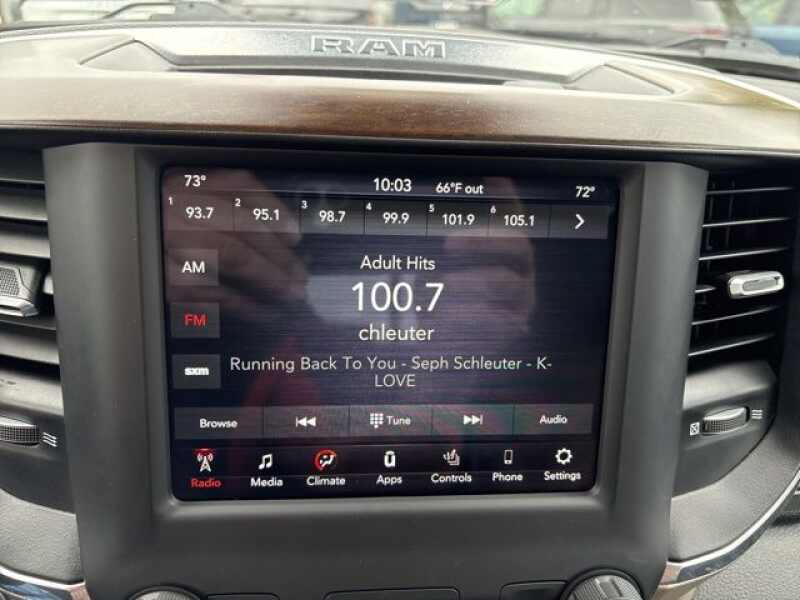 RAM
73° 10:03 66°F out 72°
1 93.7 2 95.1 3 98.7 4 99.9 5 101.9 6 105.1
AM
Adult Hits
100.7
FM
chleuter
sxm
Running Back To You - Seph Schleuter - K-
LOVE
Browse Tune Audio
Radio Media Climate Apps Controls Phone Settings